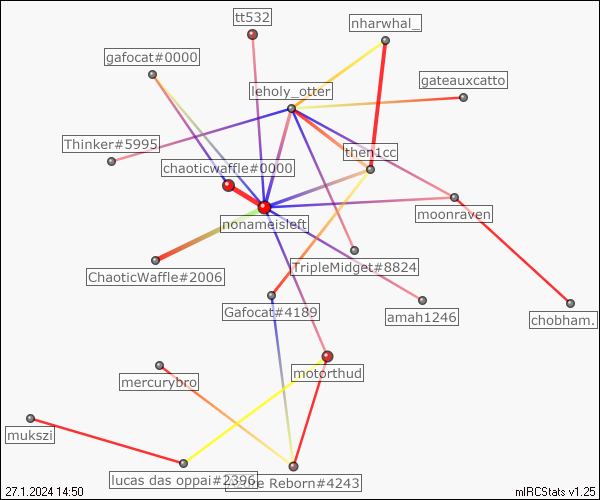 tt532
nharwhal_
gafocat#0000
gateauxcatto
leholy_otter
Thinker#5995
then1cc
chaoticwaffle#0000
moonraven
nonameisleft
TripleMidget#8824
ChaoticWaffle#2006
Gafocat#4189
amah1246
chobham.
motorthud
mercurybro
mukszi
lucas das oppai#2396
Reborn#4243
27.1.2024 14:50
mIRCStats v1.25